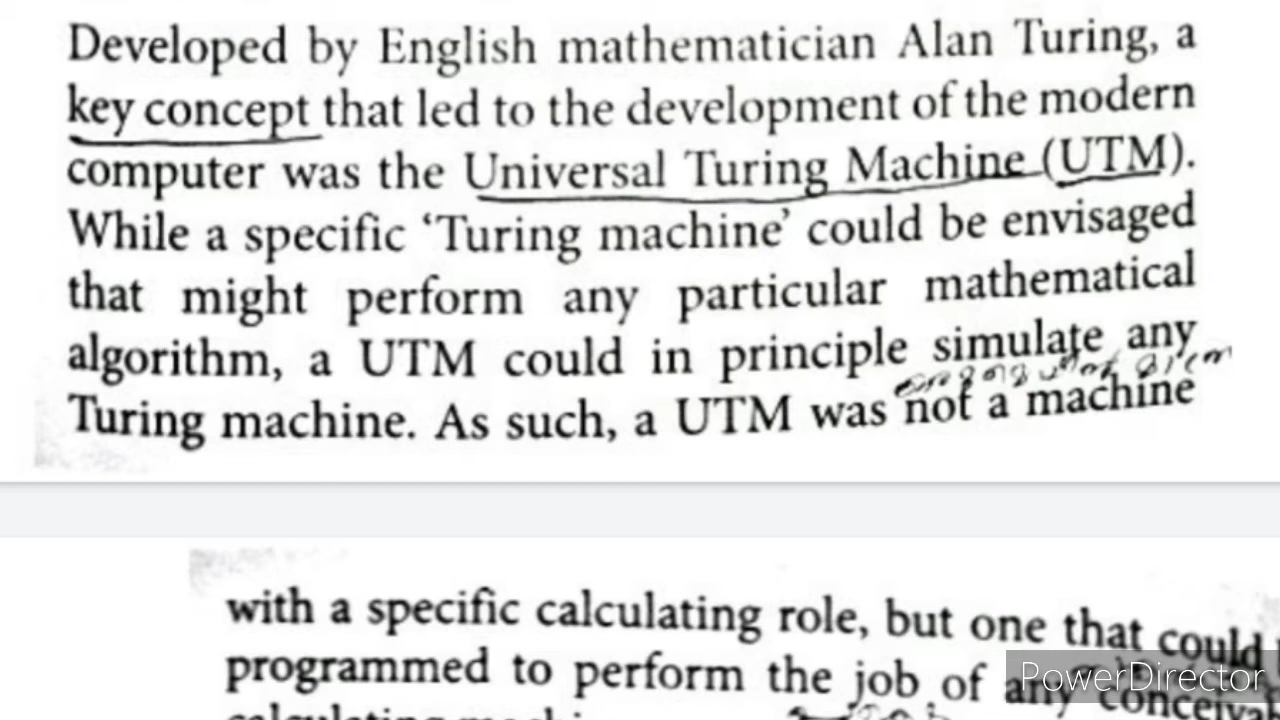 Developed by English mathematician Alan Turing, a
key concept that led to the development of the modern
computer was the Universal Turing Machine (UTM).
While a specific ‘Turing machine’ could be envisaged
that might perform any particular mathematical
algorithm, a UTM could in principle simulate any
Turing machine. As such, a UTM was not a machine
with a specific calculating role, but one that could
programmed to perform the job of any
calculating
PowerDirector